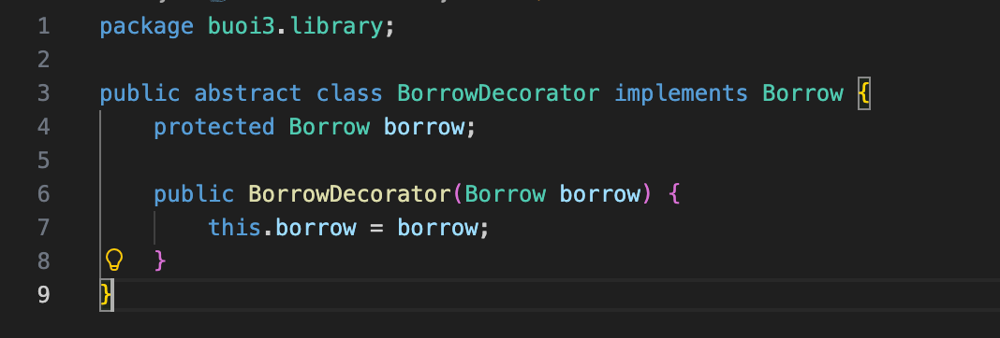 1 package buoi3.library;
2
3 public abstract class BorrowDecorator implements Borrow {
4     protected Borrow borrow;
5
6     public BorrowDecorator(Borrow borrow) {
7         this.borrow = borrow;
8     }
9 }